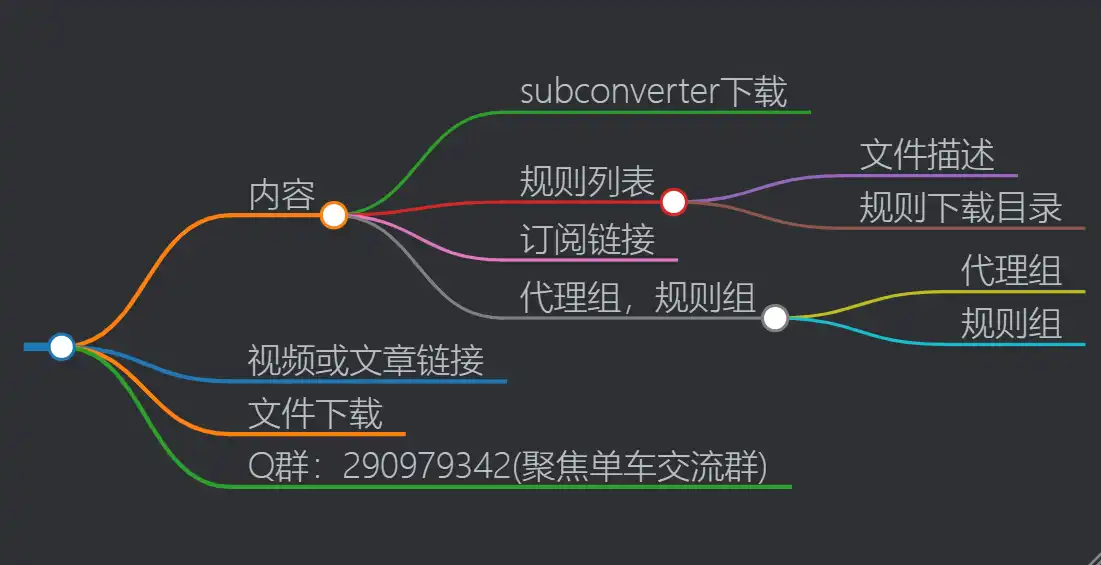 subconverter下载
文件描述
内容
规则列表
规则下载目录
订阅链接
代理组
代理组，规则组
规则组
视频或文章链接
文件下载
Q群：290979342(聚焦单车交流群)